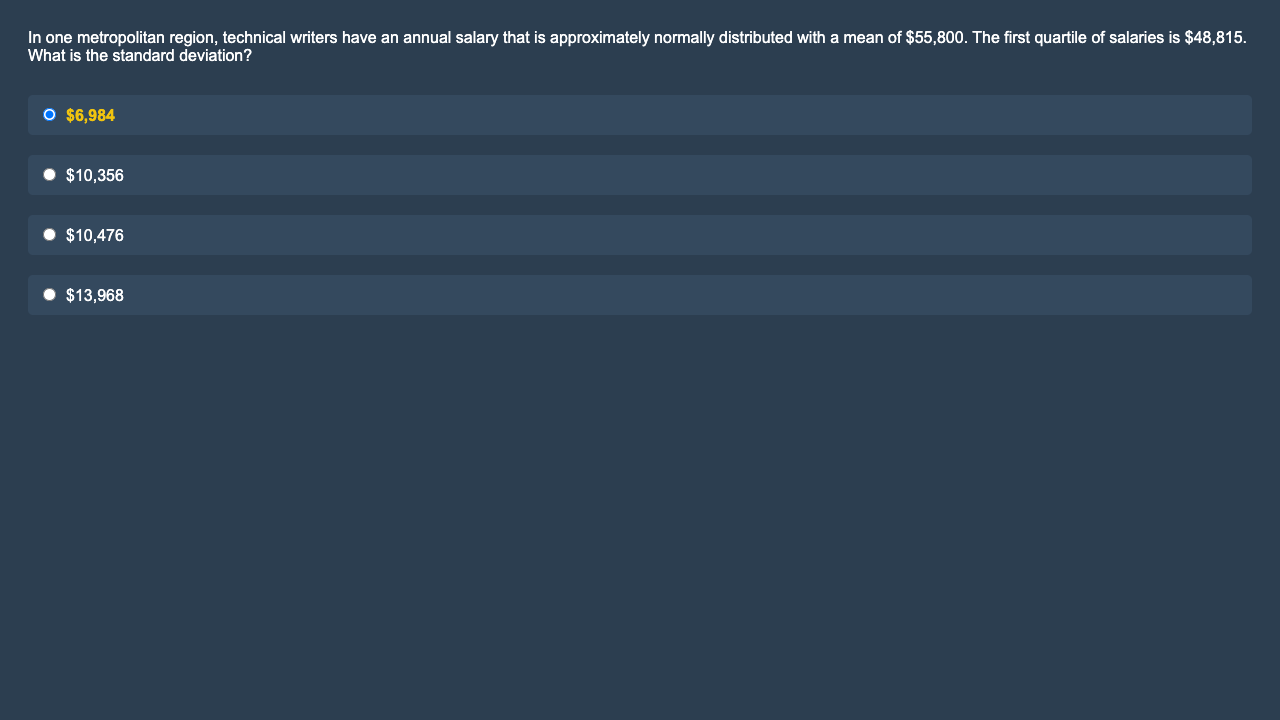 In one metropolitan region, technical writers have an annual salary that is approximately normally distributed with a mean of $55,800. The first quartile of salaries is $48,815.
What is the standard deviation?
$6,984
$10,356
$10,476
$13,968